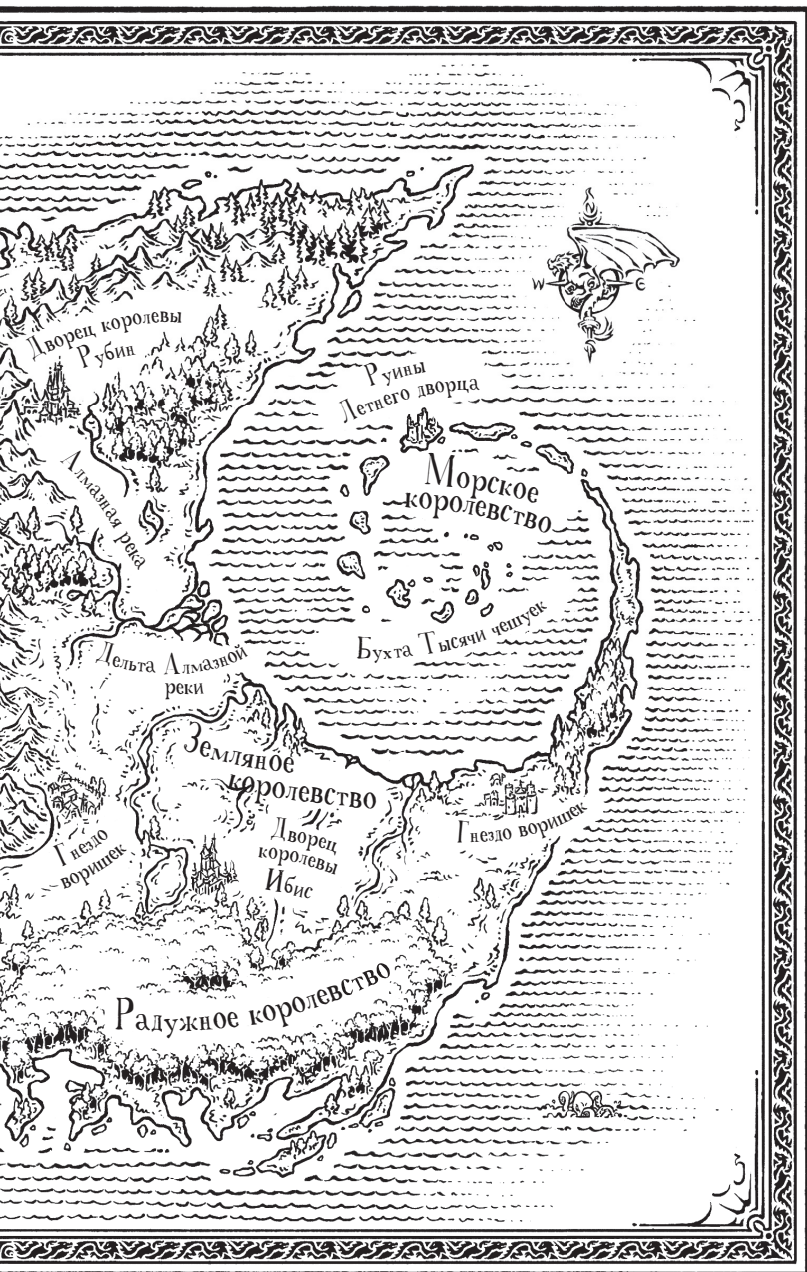 N
W
E
Дворец королевы
Рубин
Руины
Летнего дворца
Алмазная река
Морское
королевство
Бухта Тысячи чешуек
Дельта Алмазной
реки
Земляное
королевство
Гнездо воришек
Гнездо
воришек
Дворец
королевы
Ибис
Радужное королевство